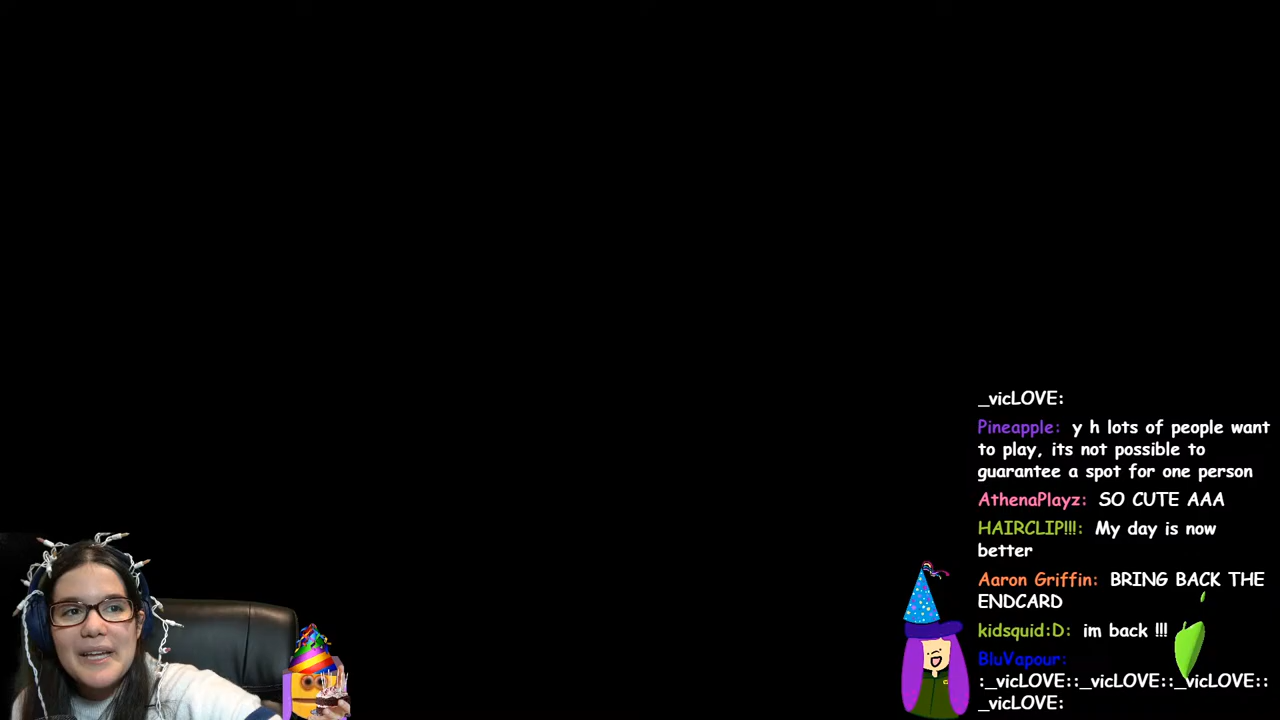 _vicLOVE:
Pineapple: y h lots of people want
to play, its not possible to
guarantee a spot for one person
AthenaPlayz: SO CUTE AAA
HAIRCLIP!!!: My day is now
better
Aaron Griffin: BRING BACK THE
ENDCARD
kidsquid:D: im back !!!
BluVapour:
:_vicLOVE::_vicLOVE::_vicLOVE::
_vicLOVE: